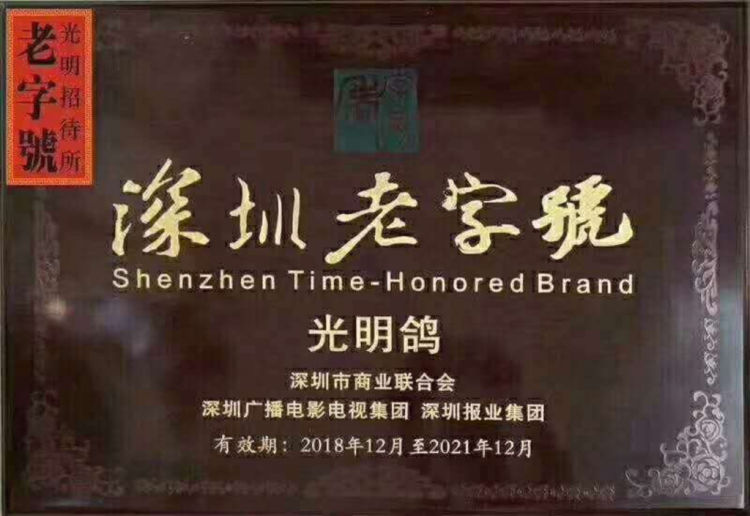 光明招待所
老字號
深圳老字號
Shenzhen Time-Honored Brand
光明鸽
深圳市商业联合会
深圳广播电影电视集团 深圳报业集团
有效期：2018年12月至2021年12月